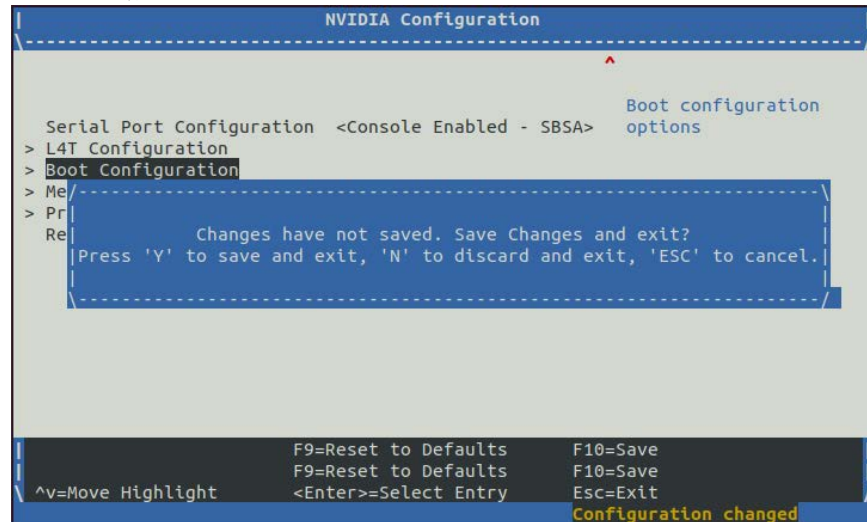 NVIDIA Configuration
^
Boot configuration
Serial Port Configuration <Console Enabled - SBSA> options
> L4T Configuration
> Boot Configuration
> Me
> Pr
Re
Changes have not saved. Save Changes and exit?
Press 'Y' to save and exit, 'N' to discard and exit, 'ESC' to cancel.
F9=Reset to Defaults F10=Save
F9=Reset to Defaults F10=Save
^v=Move Highlight <Enter>=Select Entry Esc=Exit
Configuration changed